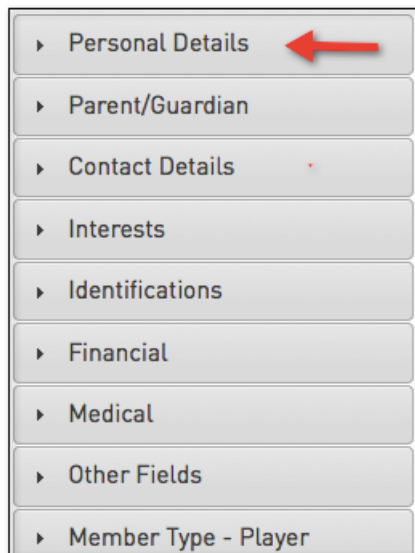 Personal Details
Parent/Guardian
Contact Details
Interests
Identifications
Financial
Medical
Other Fields
Member Type - Player